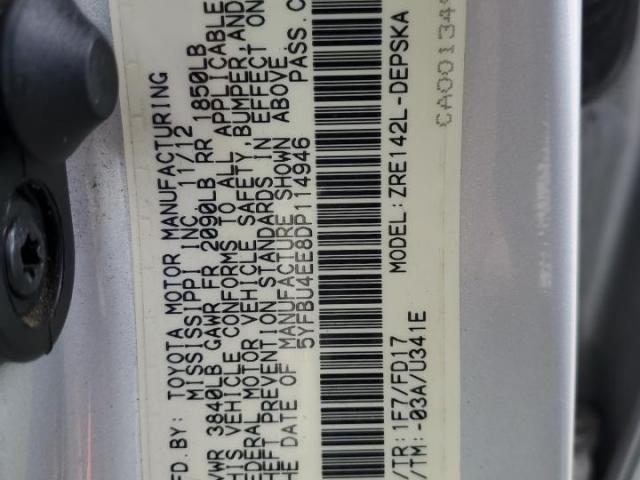 MFD.BY: TOYOTA MOTOR MANUFACTURING
MISSISSIPPI INC 11/12
GVWR 3840LB GAWR FR 2090LB RR 1850LB
THIS VEHICLE CONFORMS TO ALL APPLICABLE
FEDERAL MOTOR VEHICLE SAFETY, BUMPER, AND
THEFT PREVENTION STANDARDS IN EFFECT ON
THE DATE OF MANUFACTURE SHOWN ABOVE.
5YFBU4EE8DP114946 PASS.C
/TR: 1F7/FD17 MODEL: ZRE142L-DEPSKA
/TM: -03A/U341E
CA00134